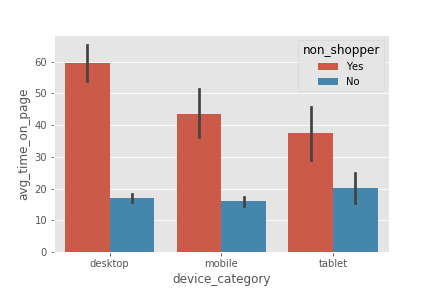 non_shopper
Yes
No
avg_time_on_page
60
50
40
30
20
10
0
desktop
mobile
tablet
device_category